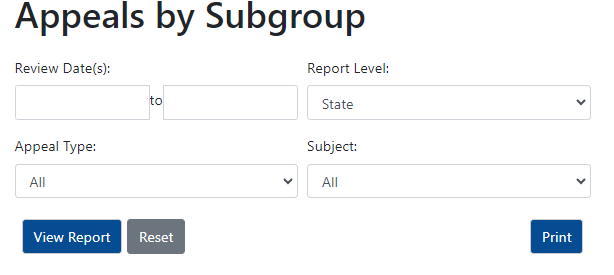 Appeals by Subgroup
Review Date(s): Report Level:
to State
Appeal Type: Subject:
All All
View Report Reset Print